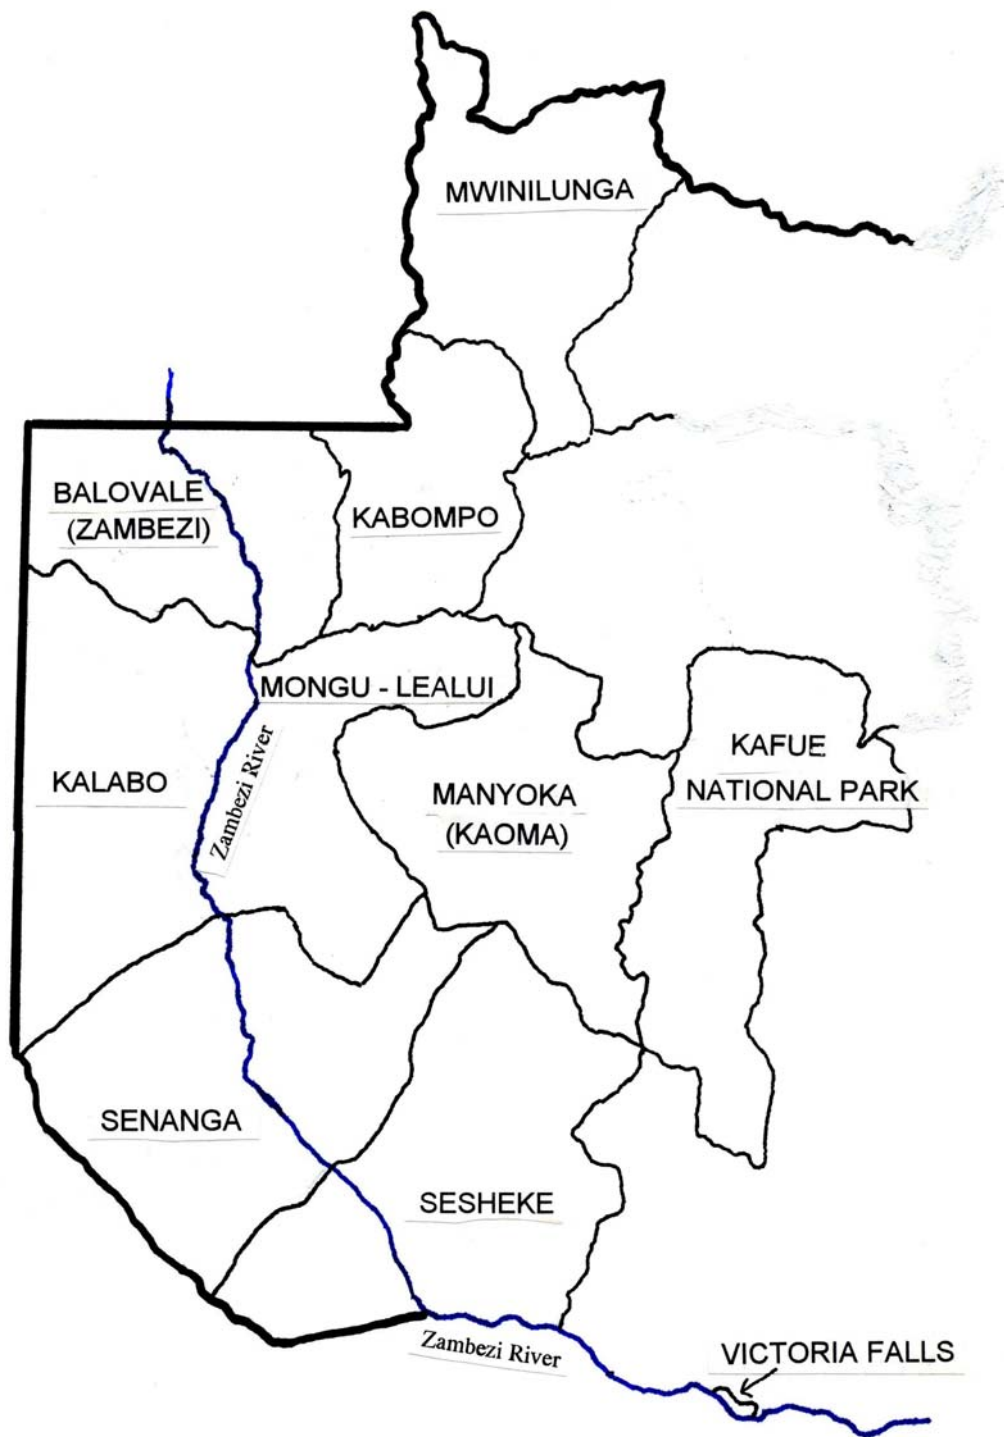 MWINILUNGA
BALOVALE
(ZAMBEZI)
KABOMPO
MONGU - LEALUI
KALABO
Zambezi River
MANYOKA
(KAOMA)
KAFUE
NATIONAL PARK
SENANGA
SESHEKE
Zambezi River
VICTORIA FALLS